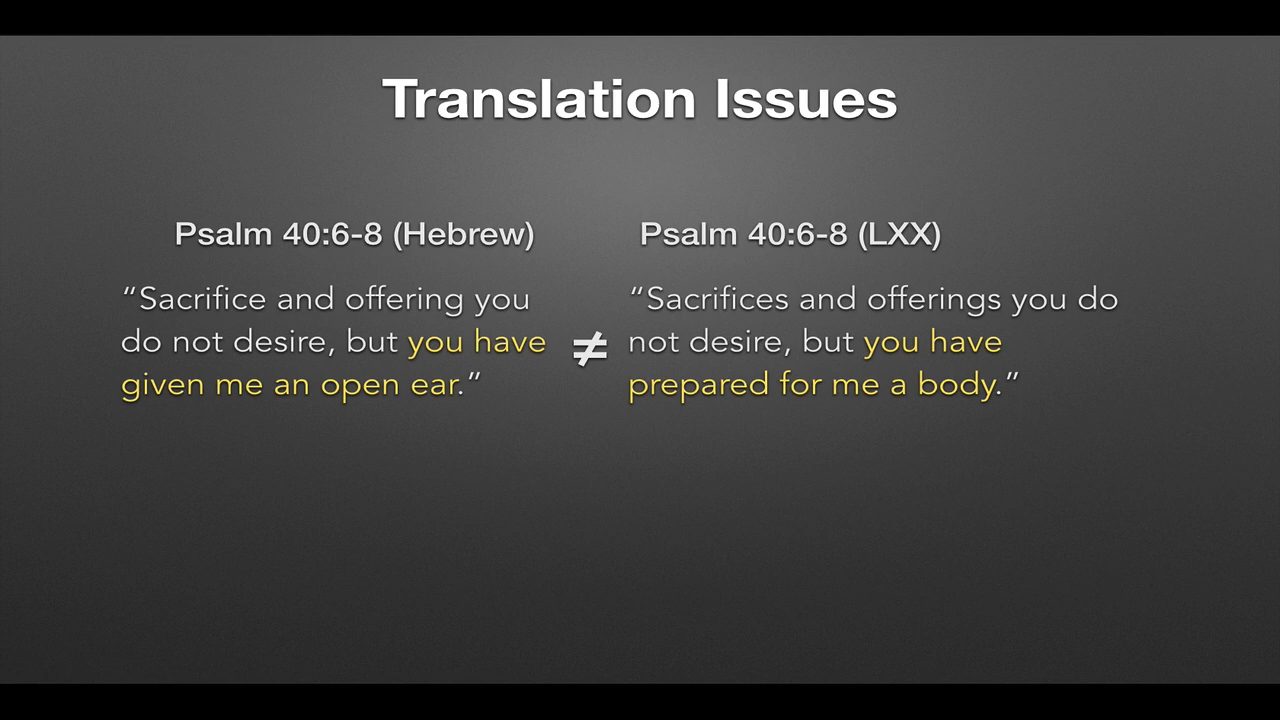 Translation Issues
Psalm 40:6-8 (Hebrew)
“Sacrifice and offering you
do not desire, but you have
given me an open ear.”
≠
Psalm 40:6-8 (LXX)
“Sacrifices and offerings you do
not desire, but you have
prepared for me a body.”